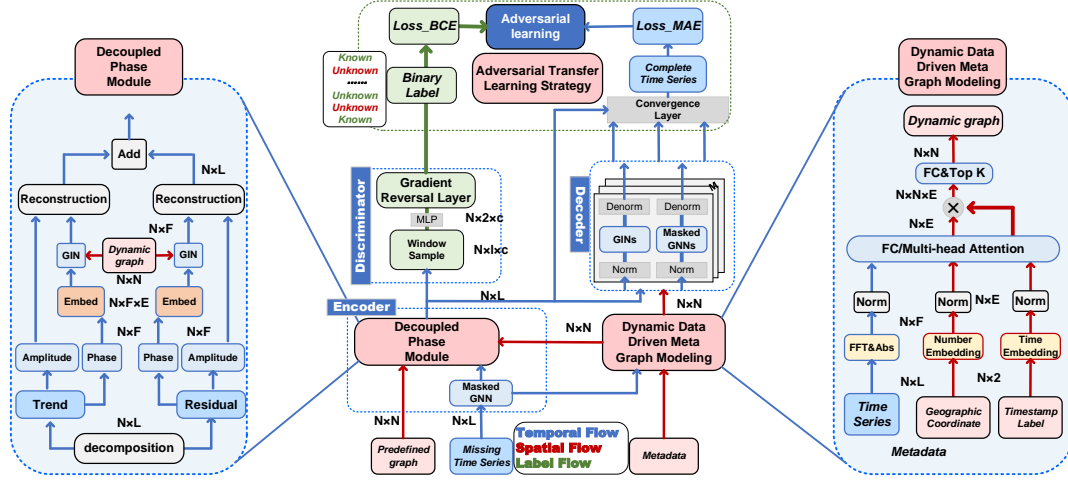 Decoupled
Phase
Module
Add
N×L
Reconstruction
Reconstruction
N×F
GIN
Dynamic
graph
GIN
N×N
Embed
N×F×E
Embed
N×F
N×F
Amplitude
Phase
Phase
Amplitude
Trend
Residual
N×L
decomposition
Loss_BCE
Adversarial
learning
Loss_MAE
Known
Unknown
······
Unknown
Unknown
Known
Binary
Label
Adversarial Transfer
Learning Strategy
Complete
Time Series
Convergence
Layer
Discriminator
Gradient
Reversal Layer
MLP
N×2×c
Window
Sample
N×l×c
Decoder
M
Denorm
Denorm
GINs
Masked
GNNs
Norm
Norm
N×L
N×N
Encoder
Decoupled
Phase
Module
N×N
Dynamic Data
Driven Meta
Graph Modeling
Masked
GNN
N×N
N×L
Predefined
graph
Missing
Time Series
Temporal Flow
Spatial Flow
Label Flow
Metadata
Dynamic Data
Driven Meta
Graph Modeling
Dynamic graph
N×N
FC&Top K
N×N×E
×
N×E
FC/Multi-head Attention
Norm
Norm
N×E
Norm
N×F
FFT&Abs
Number
Embedding
Time
Embedding
N×L
N×2
Time
Series
Geographic
Coordinate
Timestamp
Label
Metadata